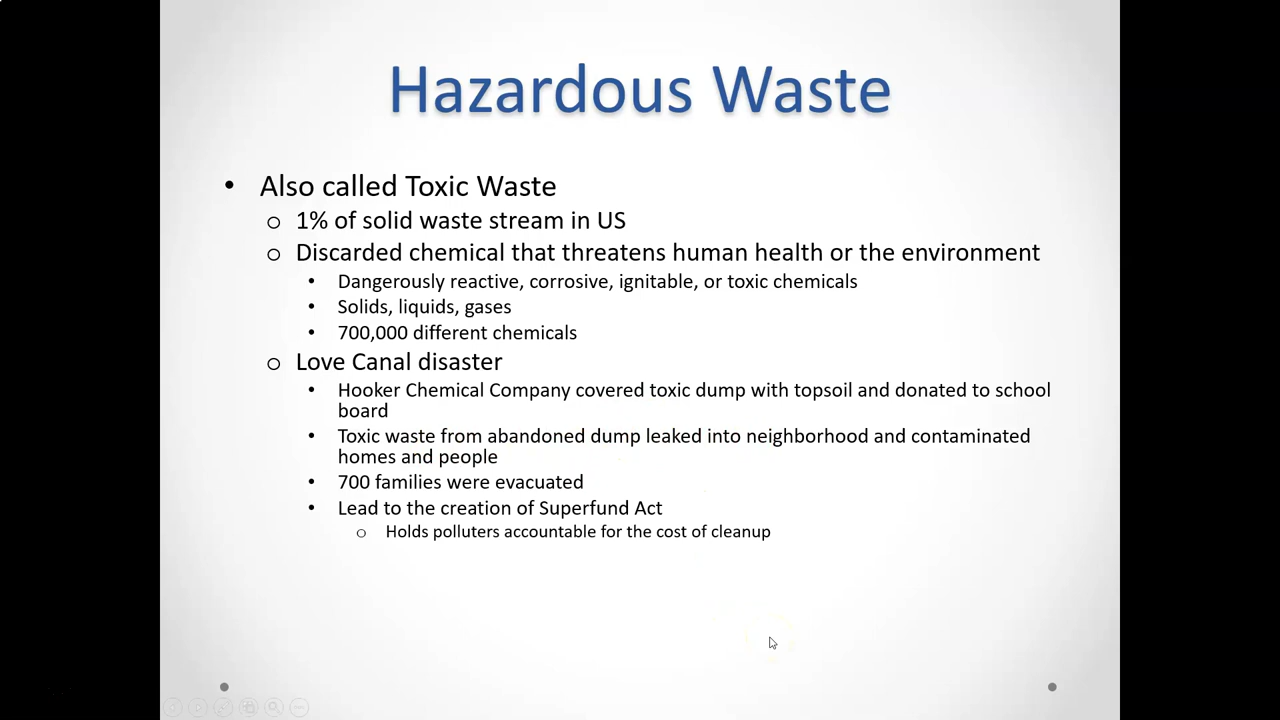 Hazardous Waste
• Also called Toxic Waste
o 1% of solid waste stream in US
o Discarded chemical that threatens human health or the environment
• Dangerously reactive, corrosive, ignitable, or toxic chemicals
• Solids, liquids, gases
• 700,000 different chemicals
o Love Canal disaster
• Hooker Chemical Company covered toxic dump with topsoil and donated to school
board
• Toxic waste from abandoned dump leaked into neighborhood and contaminated
homes and people
• 700 families were evacuated
• Lead to the creation of Superfund Act
o Holds polluters accountable for the cost of cleanup